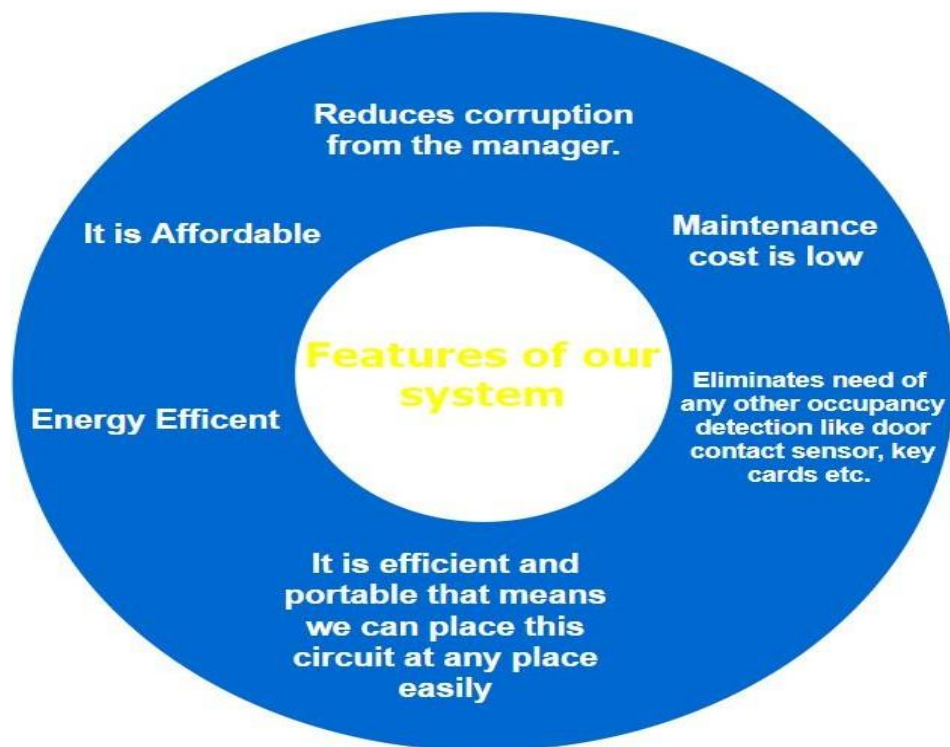 Reduces corruption
from the manager.
It is Affordable
Maintenance
cost is low
Features of our
system
Eliminates need of
any other occupancy
detection like door
contact sensor, key
cards etc.
Energy Efficent
It is efficient and
portable that means
we can place this
circuit at any place
easily